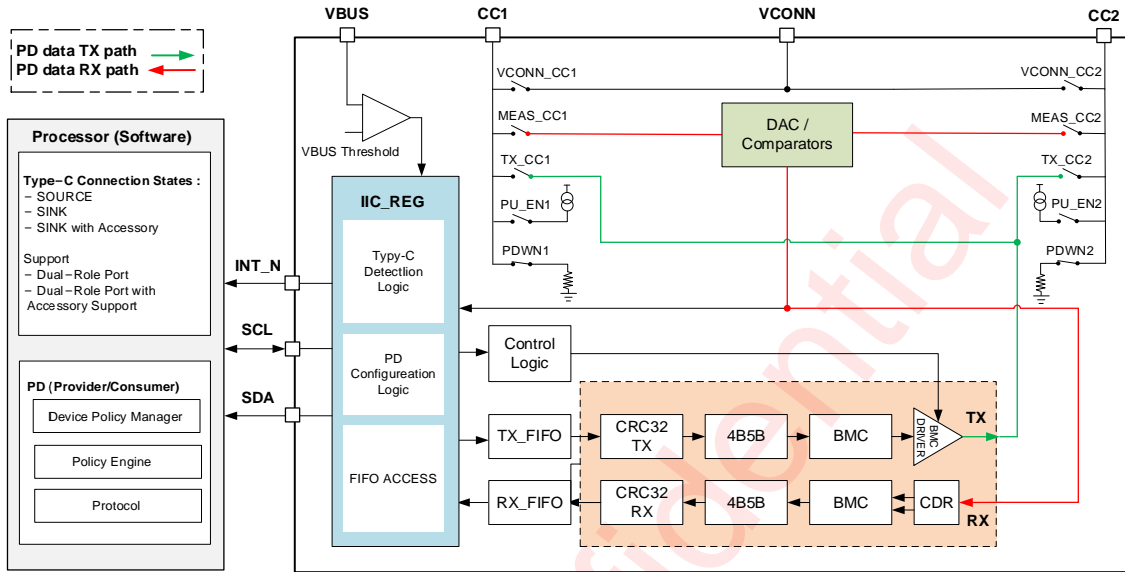 VBUS
CC1
VCONN
CC2
PD data TX path
PD data RX path
Processor (Software)
Type−C Connection States :
− SOURCE
− SINK
− SINK with Accessory
Support
− Dual−Role Port
− Dual−Role Port with
Accessory Support
PD (Provider/Consumer)
Device Policy Manager
Policy Engine
Protocol
INT_N
SCL
SDA
VBUS Threshold
IIC_REG
Typy-C
Detectlion
Logic
PD
Configureation
Logic
FIFO ACCESS
VCONN_CC1
MEAS_CC1
TX_CC1
PU_EN1
PDWN1
DAC /
Comparators
VCONN_CC2
MEAS_CC2
TX_CC2
PU_EN2
PDWN2
Control
Logic
TX_FIFO
CRC32
TX
4B5B
BMC
BMC
DRIVER
TX
RX_FIFO
CRC32
RX
4B5B
BMC
CDR
RX
fidential